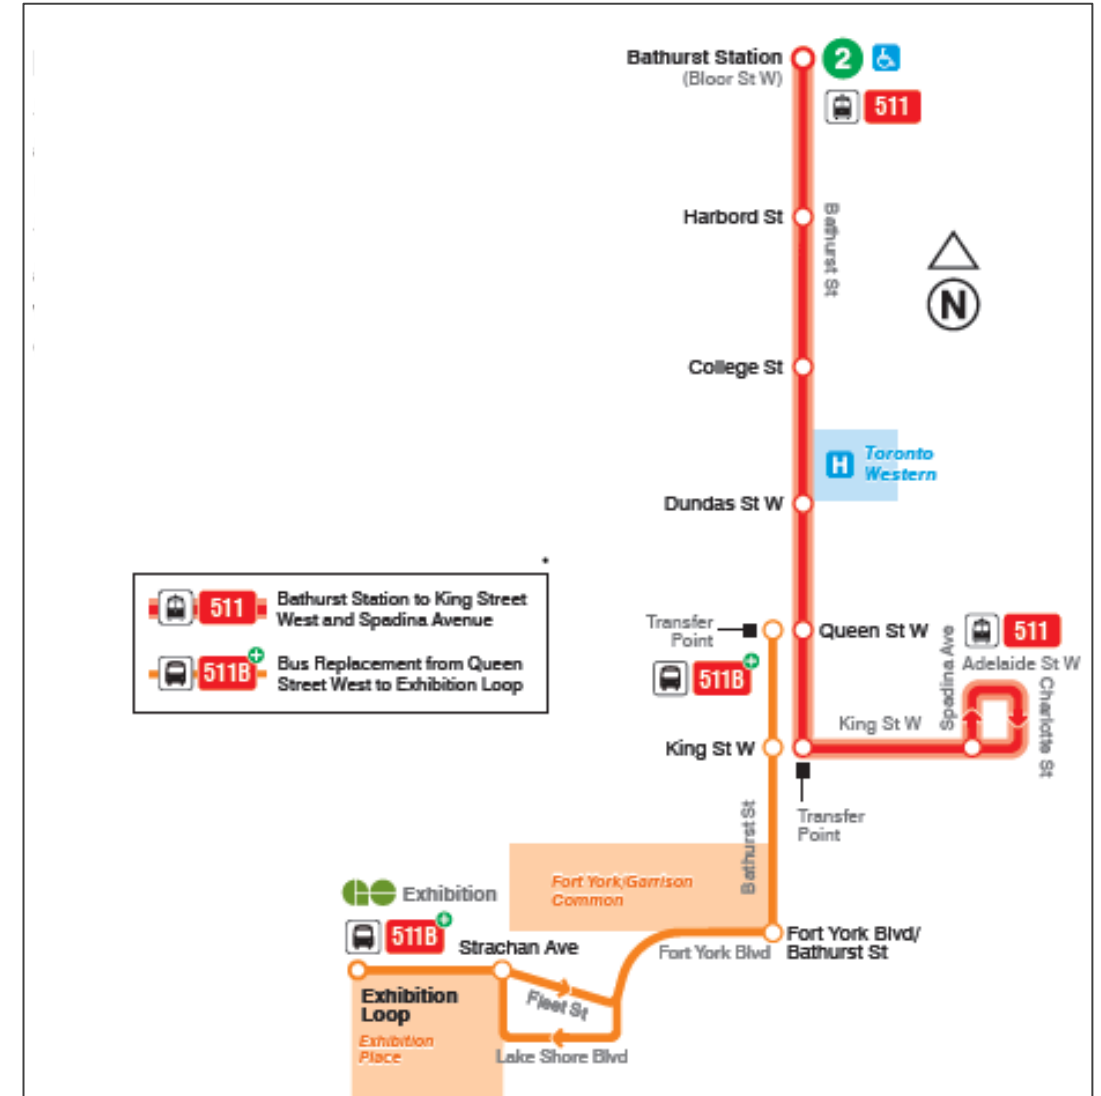 Bathurst Station
(Bloor St W)
2
511
Harbord St
Bathurst St
N
College St
H
Toronto
Western
Dundas St W
*
511
Bathurst Station to King Street
West and Spadina Avenue
511B
Bus Replacement from Queen
Street West to Exhibition Loop
Transfer
Point
511B
Queen St W
511
Spadina Ave
Adelaide St W
Charlotte St
King St W
King St W
Transfer
Point
Bathurst St
Fort York/Garrison
Common
GO Exhibition
511B
Strachan Ave
Fort York Blvd/
Bathurst St
Fort York Blvd
Exhibition
Loop
Fleet St
Exhibition
Place
Lake Shore Blvd